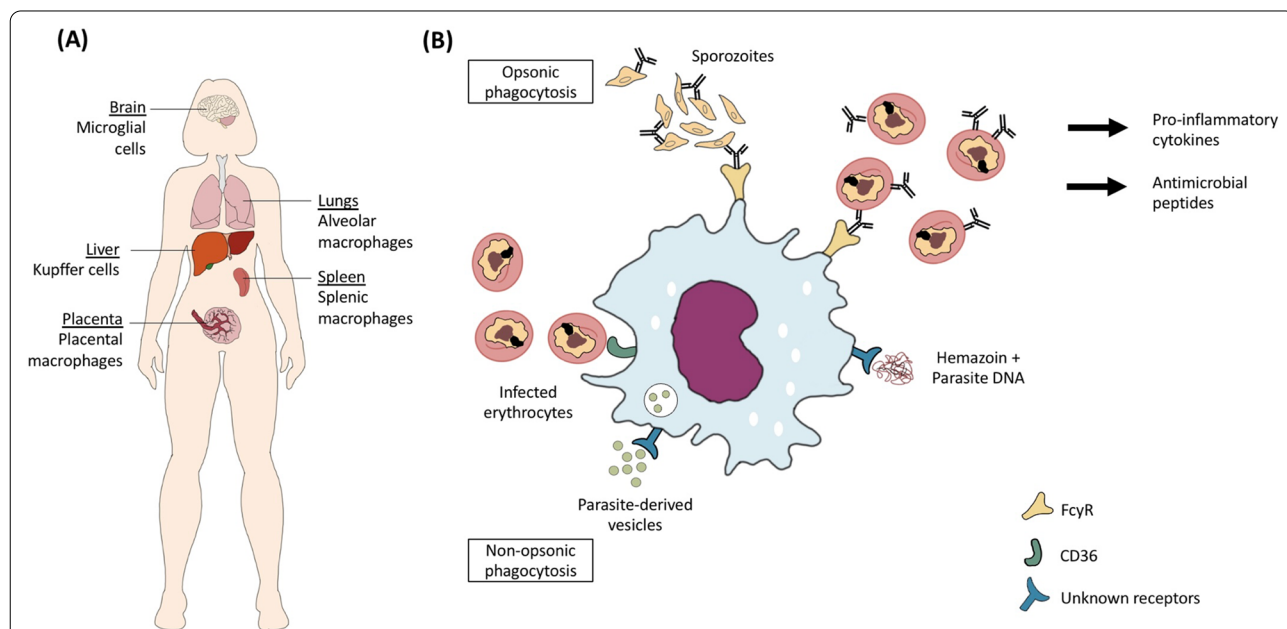 (A)
Brain
Microglial
cells
Lungs
Alveolar
macrophages
Liver
Kupffer cells
Spleen
Splenic
macrophages
Placenta
Placental
macrophages
(B)
Opsonic
phagocytosis
Sporozoites
Pro-inflammatory
cytokines
Antimicrobial
peptides
Infected
erythrocytes
Hemazoin +
Parasite DNA
Parasite-derived
vesicles
Non-opsonic
phagocytosis
FcyR
CD36
Unknown receptors